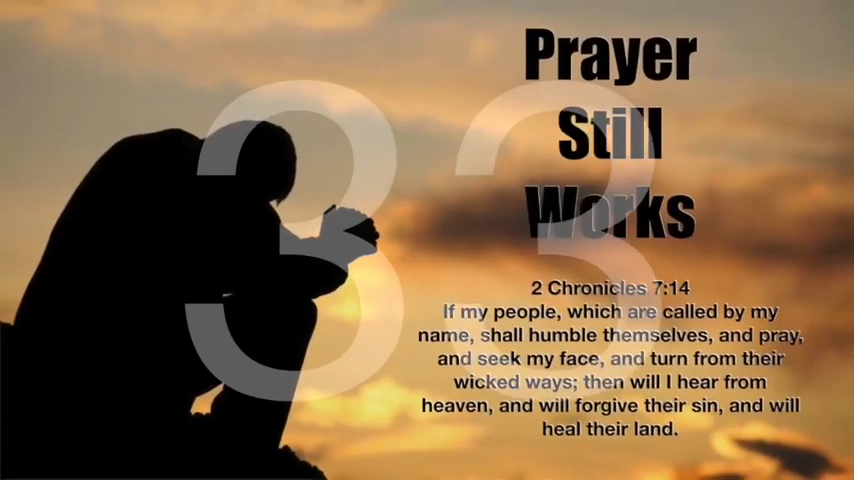 Prayer
Still
Works
33
2 Chronicles 7:14
If my people, which are called by my
name, shall humble themselves, and pray,
and seek my face, and turn from their
wicked ways; then will I hear from
heaven, and will forgive their sin, and will
heal their land.